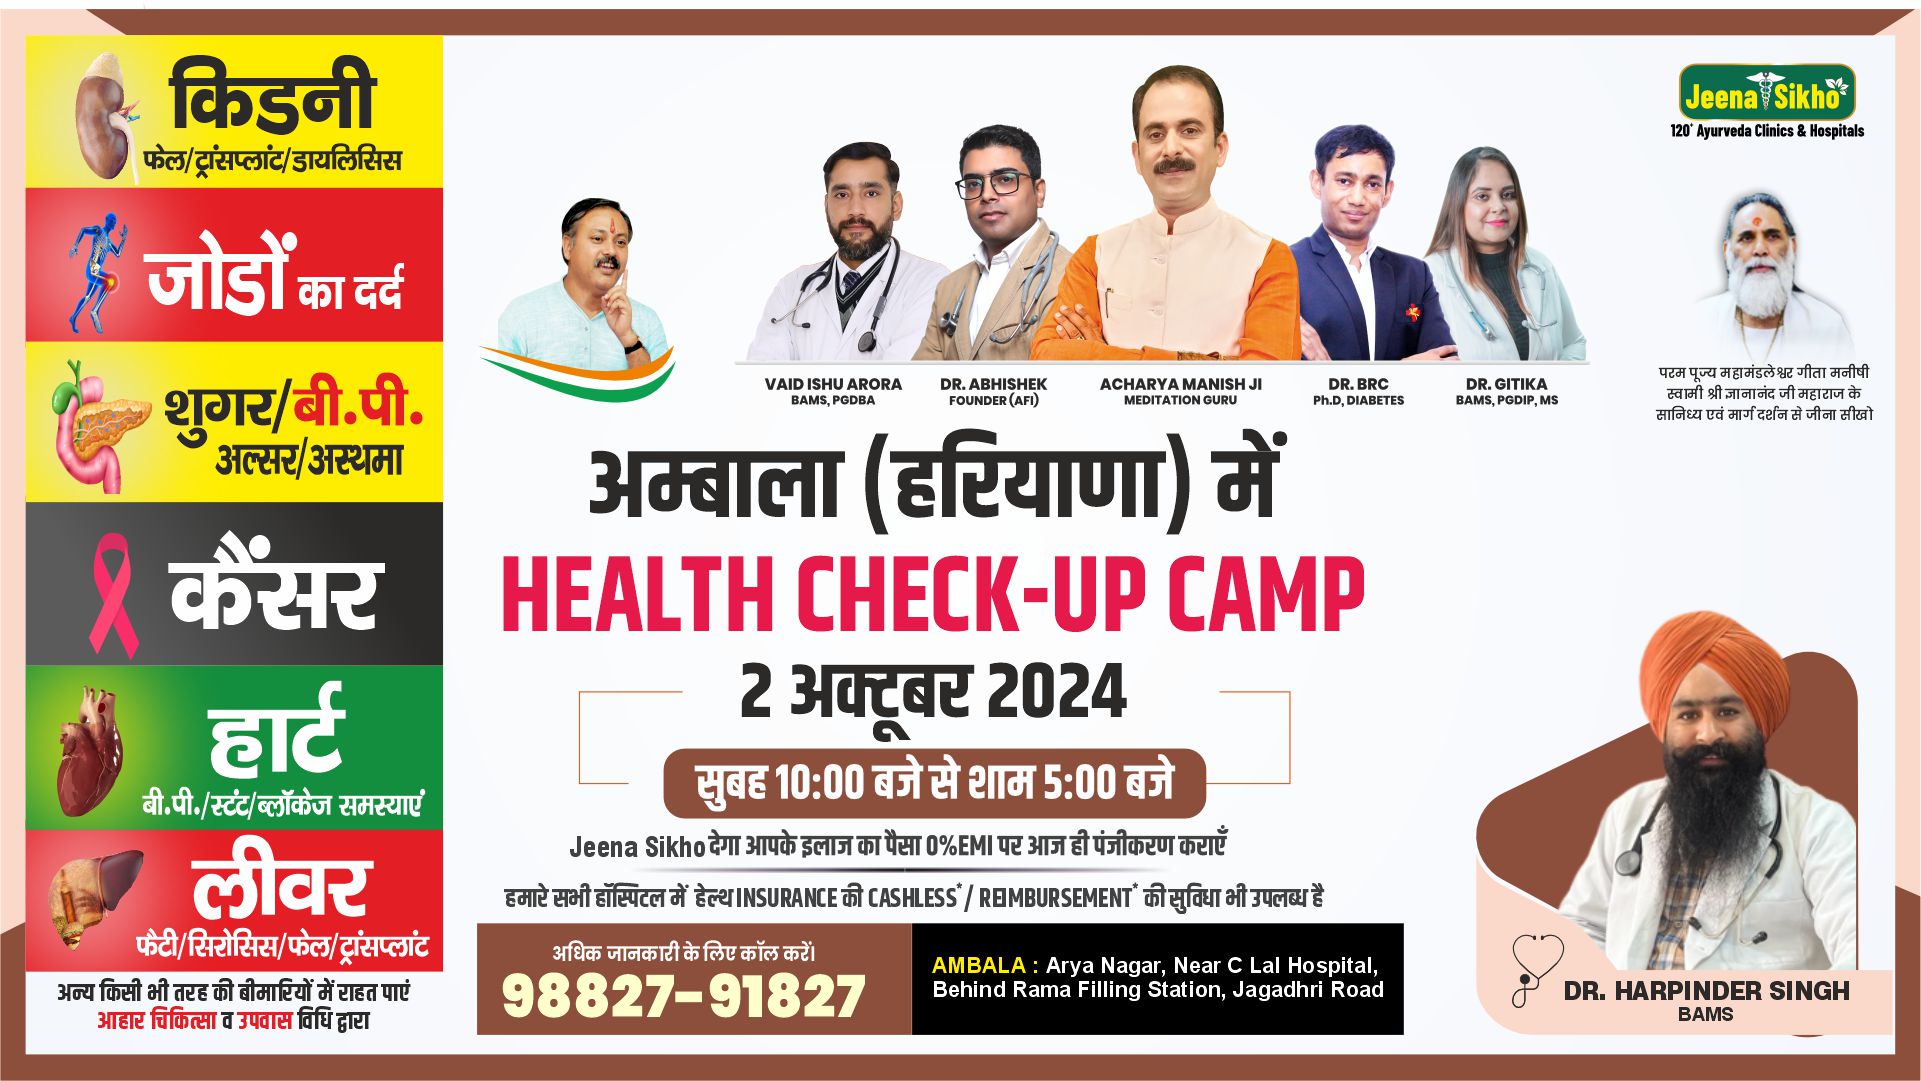 किडनी
फेल/ट्रांसप्लांट/डायलिसिस
जोडों का दर्द
शुगर/बी.पी.
अल्सर/अस्थमा
कैंसर
हार्ट
बी.पी./स्टंट/ब्लॉकेज समस्याएं
लीवर
फैटी/सिरोसिस/फेल/ट्रांसप्लांट
अन्य किसी भी तरह की बीमारियों में राहत पाएं
आहार चिकित्सा व उपवास विधि द्वारा
VAID ISHU ARORA
BAMS, PGDBA
DR. ABHISHEK
FOUNDER (AFI)
ACHARYA MANISH JI
MEDITATION GURU
DR. BRC
Ph.D, DIABETES
DR. GITIKA
BAMS, PGDIP, MS
Jeena Sikho
120+ Ayurveda Clinics & Hospitals
परम पूज्य महामंडलेश्वर गीता मनीषी
स्वामी श्री ज्ञानानंद जी महाराज के
सानिध्य एवं मार्ग दर्शन से जीना सीखो
अम्बाला (हरियाणा) में
HEALTH CHECK-UP CAMP
2 अक्टूबर 2024
सुबह 10:00 बजे से शाम 5:00 बजे
Jeena Sikho देगा आपके इलाज का पैसा 0%EMI पर आज ही पंजीकरण कराएँ
हमारे सभी हॉस्पिटल में हेल्थ INSURANCE की CASHLESS* / REIMBURSEMENT* की सुविधा भी उपलब्ध है
अधिक जानकारी के लिए कॉल करें।
98827-91827
AMBALA : Arya Nagar, Near C Lal Hospital,
Behind Rama Filling Station, Jagadhri Road
DR. HARPINDER SINGH
BAMS